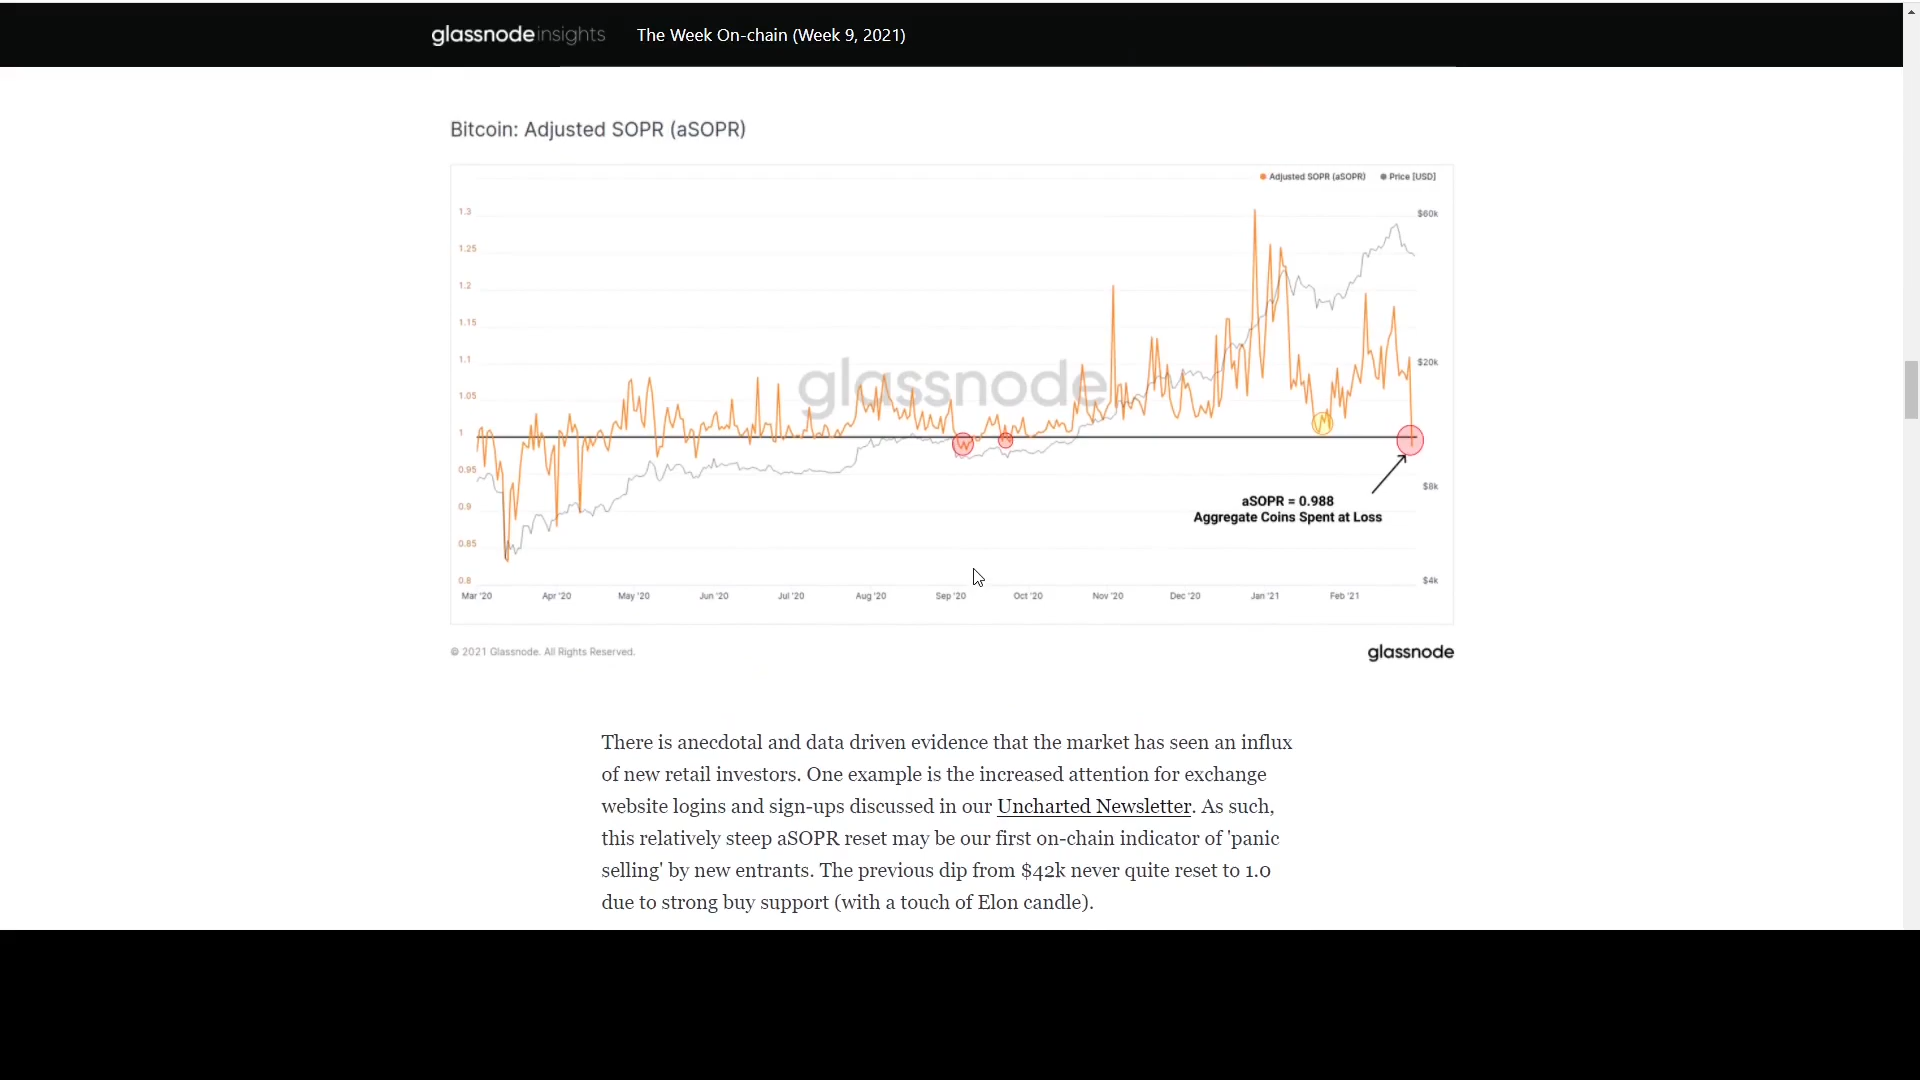 glassnode insights The Week On-chain (Week 9, 2021)
Bitcoin: Adjusted SOPR (aSOPR)
Adjusted SOPR (aSOPR) Price [USD]
1.3 $60k
1.25
1.2
1.15
1.1 $20k
1.05
1
0.95
0.9 $8k
0.85
0.8 $4k
glassnode
aSOPR = 0.988
Aggregate Coins Spent at Loss
Mar '20 Apr '20 May '20 Jun '20 Jul '20 Aug '20 Sep '20 Oct '20 Nov '20 Dec '20 Jan '21 Feb '21
© 2021 Glassnode. All Rights Reserved. glassnode
There is anecdotal and data driven evidence that the market has seen an influx
of new retail investors. One example is the increased attention for exchange
website logins and sign-ups discussed in our Uncharted Newsletter. As such,
this relatively steep aSOPR reset may be our first on-chain indicator of 'panic
selling' by new entrants. The previous dip from $42k never quite reset to 1.0
due to strong buy support (with a touch of Elon candle).